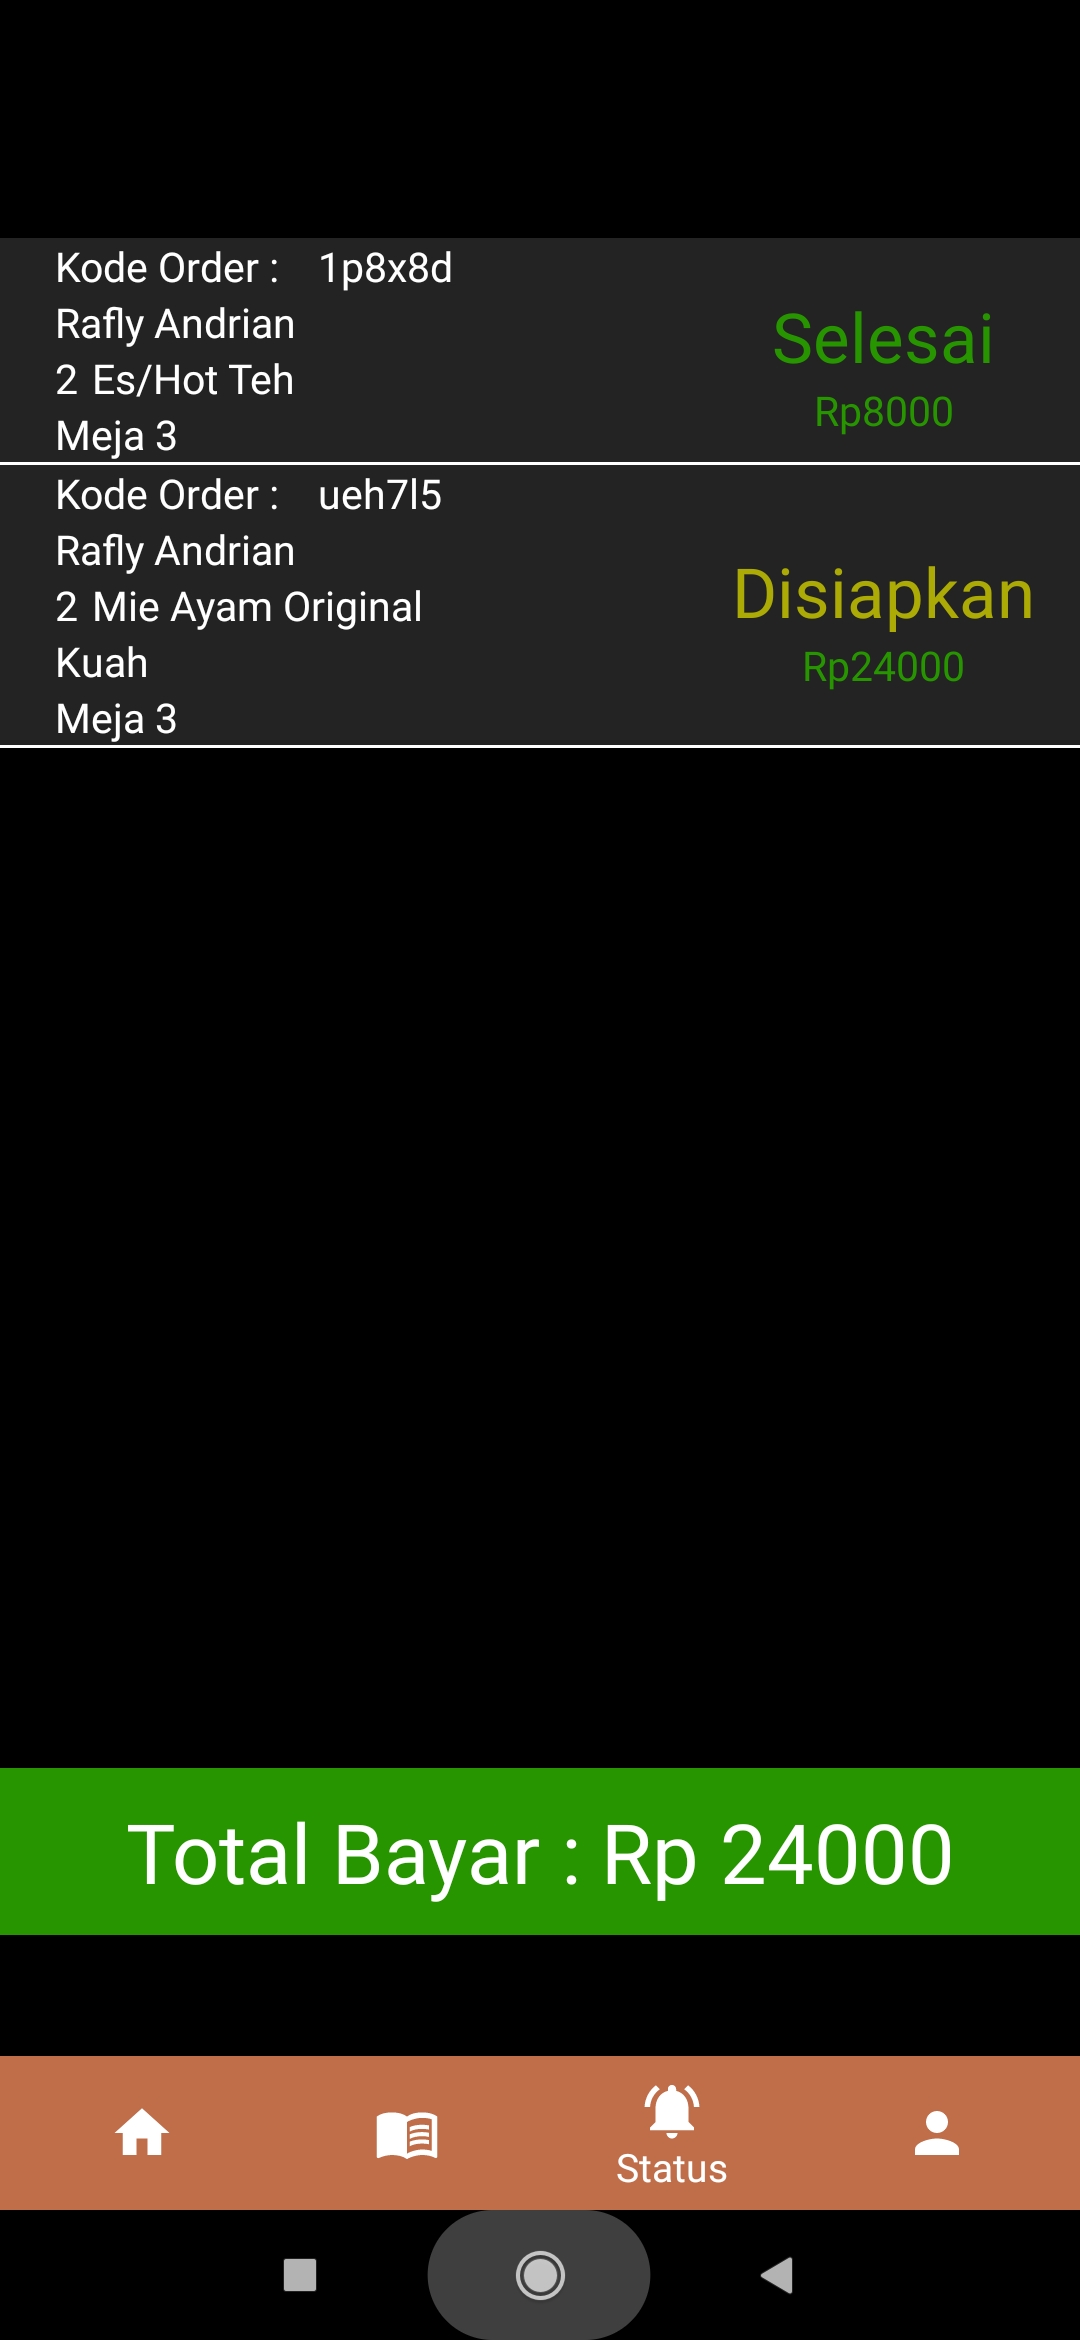 Kode Order : 1p8x8d
Rafly Andrian
2 Es/Hot Teh
Meja 3
Selesai
Rp8000
Kode Order : ueh7l5
Rafly Andrian
2 Mie Ayam Original
Kuah
Meja 3
Disiapkan
Rp24000
Total Bayar : Rp 24000
Status